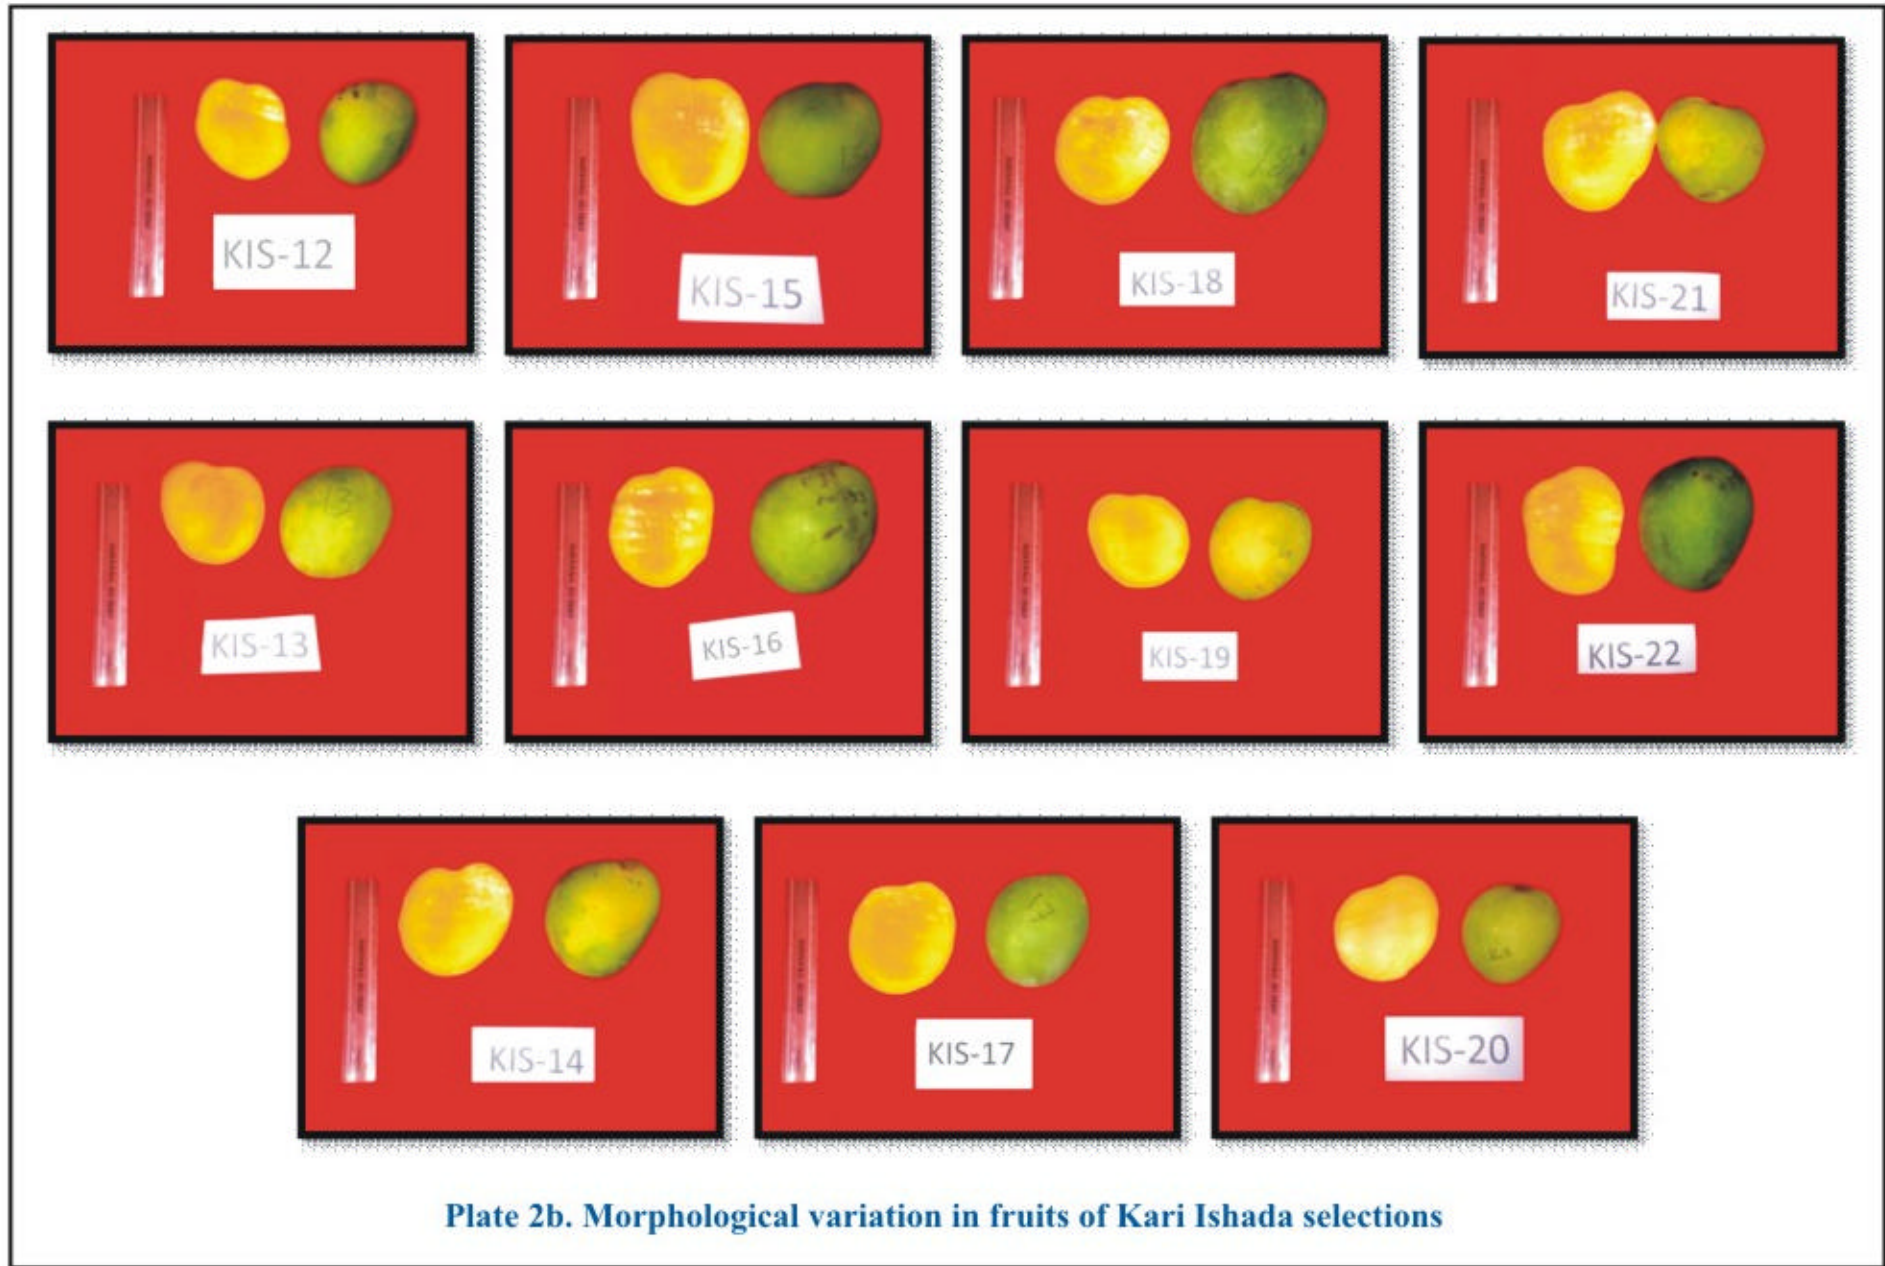 KIS-12
KIS-15
KIS-18
KIS-21
KIS-13
13
KIS-16
KIS-19
KIS-22
KIS-14
KIS-17
KIS-20
Plate 2b. Morphological variation in fruits of Kari Ishada selections